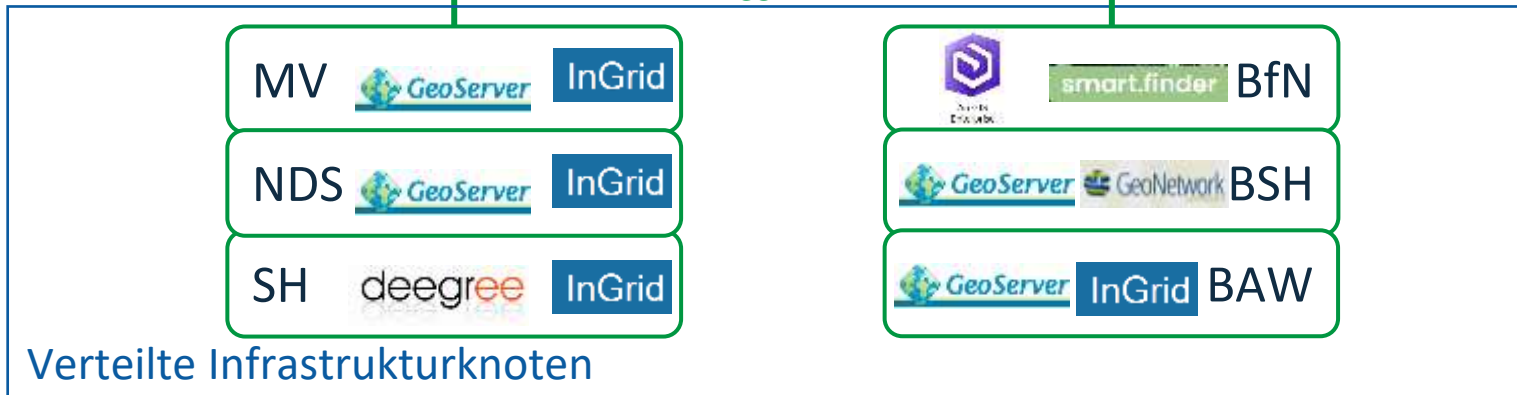 MV GeoServer InGrid
NDS GeoServer InGrid
SH deegree InGrid
smart.finder BfN
GeoServer GeoNetwork BSH
GeoServer InGrid BAW
Verteilte Infrastrukturknoten